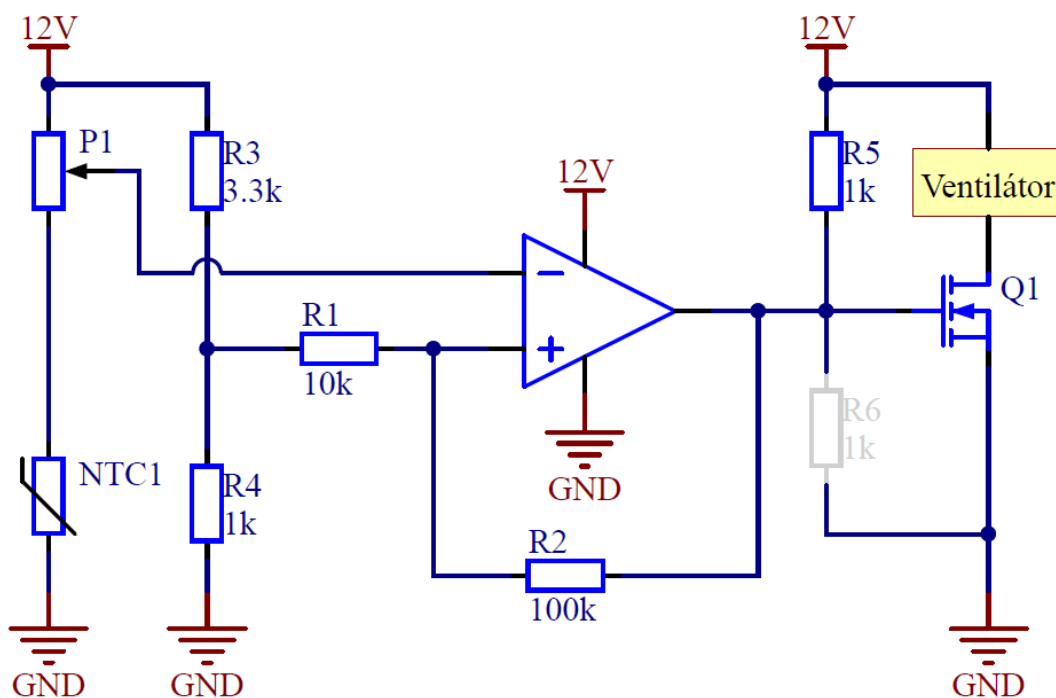 12V
P1
NTC1
GND
R3
3.3k
R4
1k
GND
R1
10k
12V
−
+
GND
R2
100k
12V
R5
1k
R6
1k
Ventilátor
Q1
GND